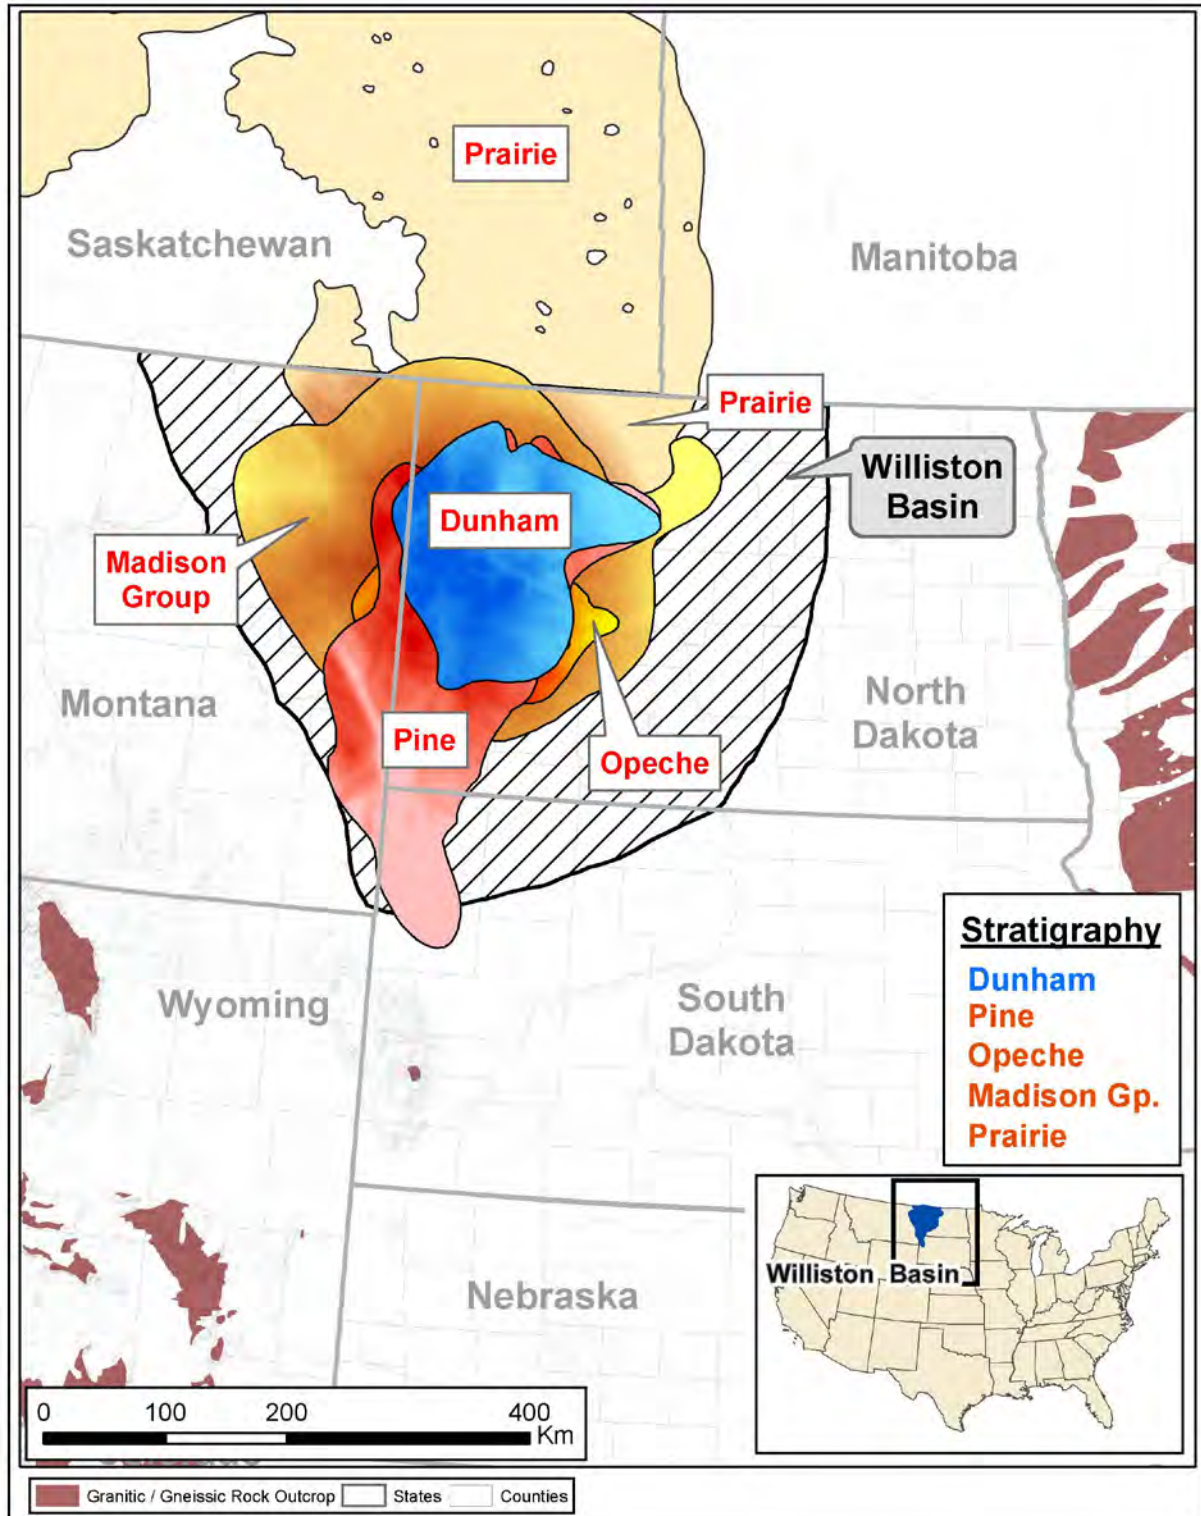 Prairie
Saskatchewan
Manitoba
Prairie
Williston
Basin
Dunham
Madison
Group
Montana
North
Dakota
Pine
Opeche
Stratigraphy
Dunham
Pine
Opeche
Madison Gp.
Prairie
Wyoming
South
Dakota
Nebraska
Williston Basin
0 100 200 400
Km
Granitic / Gneissic Rock Outcrop States Counties